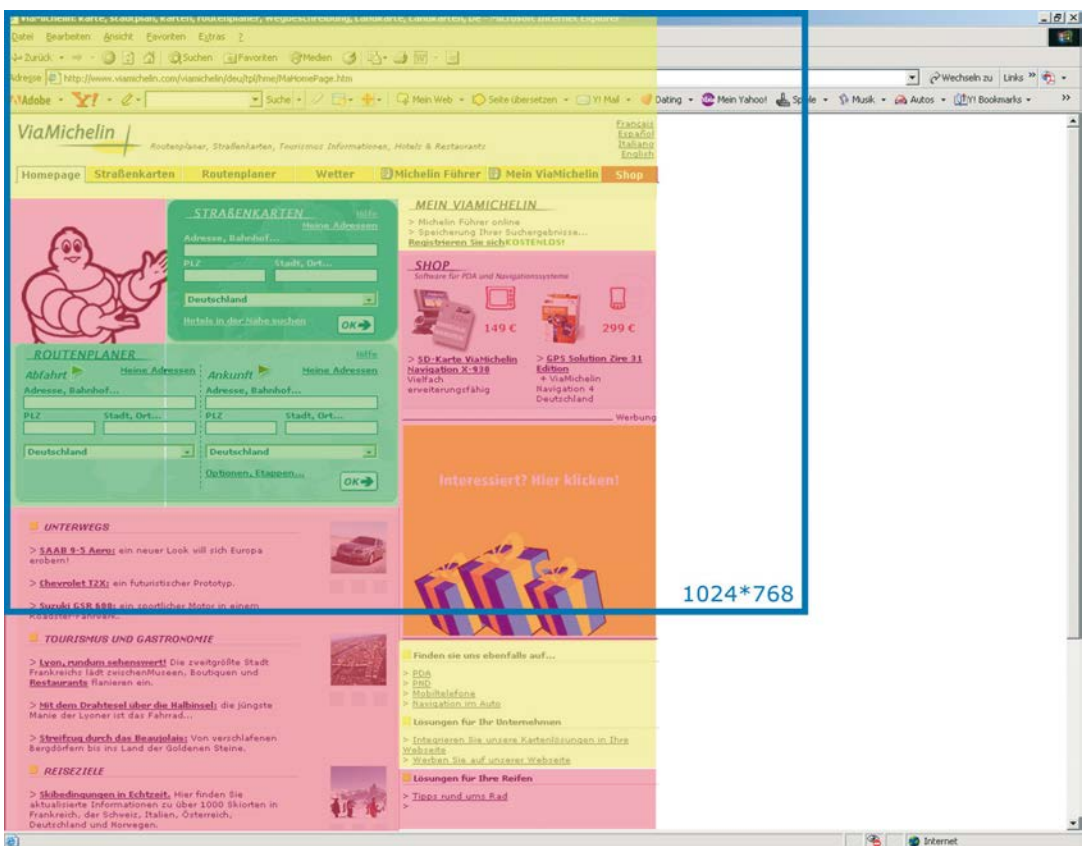 ViaMichelin: Karte, Stadtplan, Karten, Routenplaner, Wegbeschreibung, Landkarte, Landkarten, De - Microsoft Internet Explorer
Datei Bearbeiten Ansicht Favoriten Extras ?
Zurück Suchen Favoriten Medien
Adresse http://www.viamichelin.com/viamichelin/deu/tpl/hme/MaHomePage.htm Wechseln zu Links »
Adobe Y! Suche Mein Web Seite übersetzen Y! Mail Dating Mein Yahoo! Spiele Musik Autos Y! Bookmarks »
ViaMichelin
Routenplaner, Straßenkarten, Tourismus Informationen, Hotels & Restaurants
Français
Español
Italiano
English
Homepage Straßenkarten Routenplaner Wetter Michelin Führer Mein ViaMichelin Shop
STRAßENKARTEN Hilfe
Meine Adressen
Adresse, Bahnhof...
PLZ Stadt, Ort...
Deutschland
Hotels in der Nähe suchen OK
MEIN VIAMICHELIN
> Michelin Führer online
> Speicherung Ihrer Suchergebnisse...
Registrieren Sie sich KOSTENLOS!
SHOP
Software für PDA und Navigationssysteme
149 € 299 €
> SD-Karte ViaMichelin
Navigation X-930
Vielfach
erweiterungsfähig
> GPS Solution Zire 31
Edition
+ ViaMichelin
Navigation 4
Deutschland
Werbung
ROUTENPLANER Hilfe
Abfahrt Meine Adressen Ankunft Meine Adressen
Adresse, Bahnhof... Adresse, Bahnhof...
PLZ Stadt, Ort... PLZ Stadt, Ort...
Deutschland Deutschland
Optionen, Etappen...
OK
Interessiert? Hier klicken!
1024*768
UNTERWEGS
> SAAB 9-5 Aero: ein neuer Look will sich Europa
erobern!
> Chevrolet T2X: ein futuristischer Prototyp.
> Suzuki GSR 600: ein sportlicher Motor in einem
Roadster-Fahrwerk.
TOURISMUS UND GASTRONOMIE
> Lyon, rundum sehenswert! Die zweitgrößte Stadt
Frankreichs lädt zwischenMuseen, Boutiquen und
Restaurants flanieren ein.
> Mit dem Drahtesel über die Halbinsel: die jüngste
Manie der Lyoner ist das Fahrrad...
> Streifzug durch das Beaujolais: Von verschlafenen
Bergdörfern bis ins Land der Goldenen Steine.
REISEZIELE
> Skibedingungen in Echtzeit. Hier finden Sie
aktualisierte Informationen zu über 1000 Skiorten in
Frankreich, der Schweiz, Italien, Österreich,
Deutschland und Norwegen.
Finden sie uns ebenfalls auf...
> PDA
> PND
> Mobiltelefone
> Navigation im Auto
Lösungen für Ihr Unternehmen
> Integrieren Sie unsere Kartenlösungen in Ihre
Webseite
> Werben Sie auf unserer Webseite
Lösungen für Ihre Reifen
> Tipps rund ums Rad
>
Internet